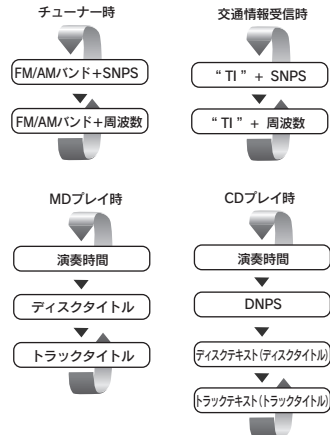 チューナー時
FM/AMバンド+SNPS
FM/AMバンド+周波数
交通情報受信時
“TI” + SNPS
“TI” + 周波数
MDプレイ時
演奏時間
ディスクタイトル
トラックタイトル
CDプレイ時
演奏時間
DNPS
ディスクテキスト(ディスクタイトル)
トラックテキスト(トラックタイトル)